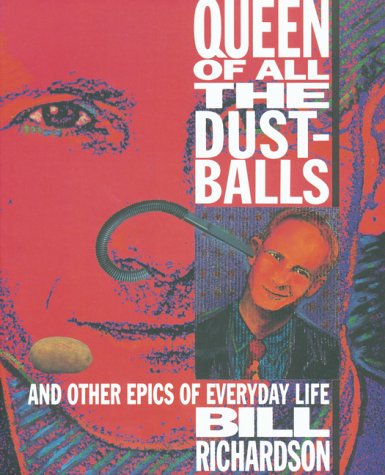 QUEEN
OF ALL
THE
DUST-
BALLS
AND OTHER EPICS OF EVERYDAY LIFE
BILL
RICHARDSON